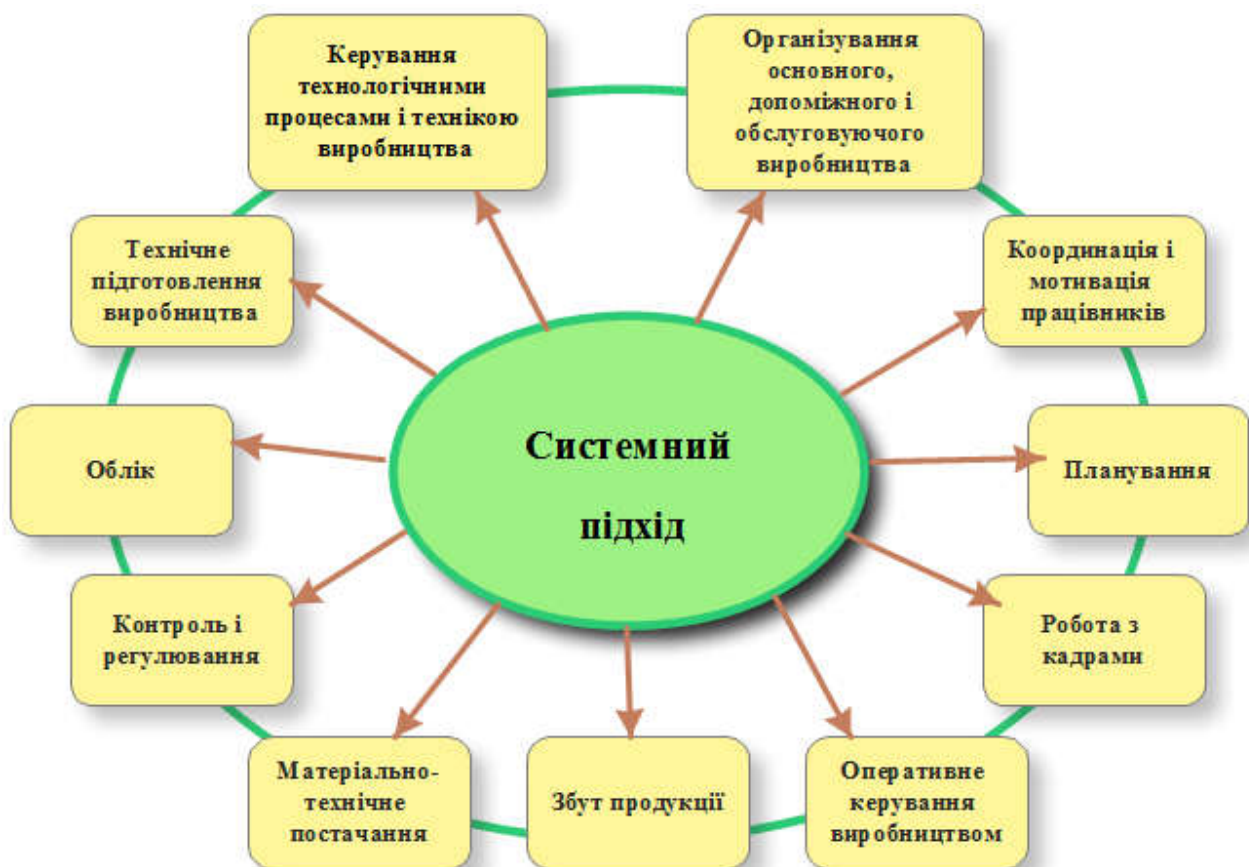 Керування
технологічними
процесами і технікою
виробництва
Організування
основного,
допоміжного і
обслуговуючого
виробництва
Технічне
підготовлення
виробництва
Координація і
мотивація
працівників
Системний
підхід
Облік
Планування
Контроль і
регулювання
Робота з
кадрами
Матеріально-
технічне
постачання
Збут продукції
Оперативне
керування
виробництвом